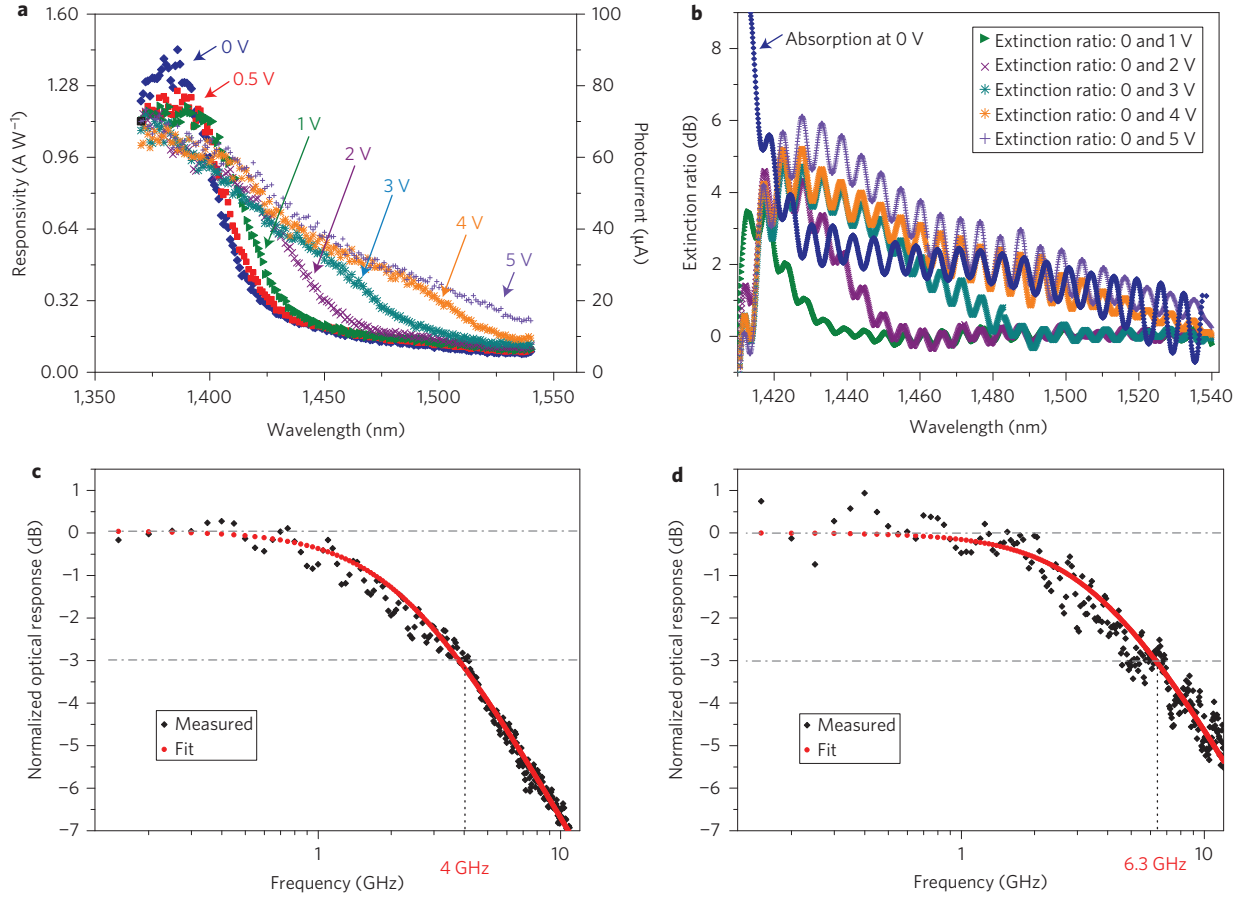 a
1.60
1.28
0.96
0.64
0.32
0.00
Responsivity (A W⁻¹)
100
80
60
40
20
0
Photocurrent (µA)
0 V
0.5 V
1 V
2 V
3 V
4 V
5 V
1,350
1,400
1,450
1,500
1,550
Wavelength (nm)
b
8
6
4
2
0
Extinction ratio (dB)
Absorption at 0 V
Extinction ratio: 0 and 1 V
Extinction ratio: 0 and 2 V
Extinction ratio: 0 and 3 V
Extinction ratio: 0 and 4 V
Extinction ratio: 0 and 5 V
1,420
1,440
1,460
1,480
1,500
1,520
1,540
Wavelength (nm)
c
1
0
−1
−2
−3
−4
−5
−6
−7
Normalized optical response (dB)
Measured
Fit
1
10
4 GHz
Frequency (GHz)
d
1
0
−1
−2
−3
−4
−5
−6
−7
Normalized optical response (dB)
Measured
Fit
1
10
6.3 GHz
Frequency (GHz)